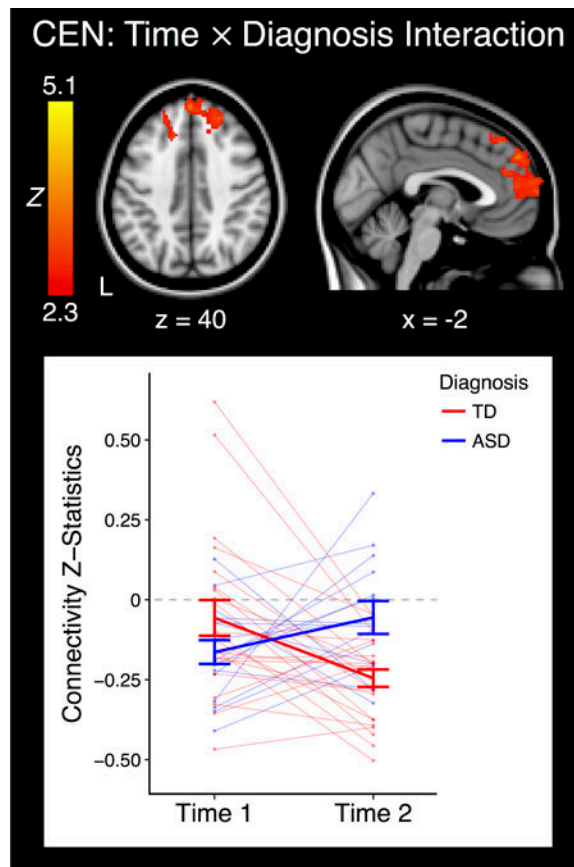 CEN: Time × Diagnosis Interaction
5.1
Z
2.3
L
z = 40
x = -2
Diagnosis
TD
ASD
Connectivity Z−Statistics
0.50
0.25
0
−0.25
−0.50
Time 1
Time 2